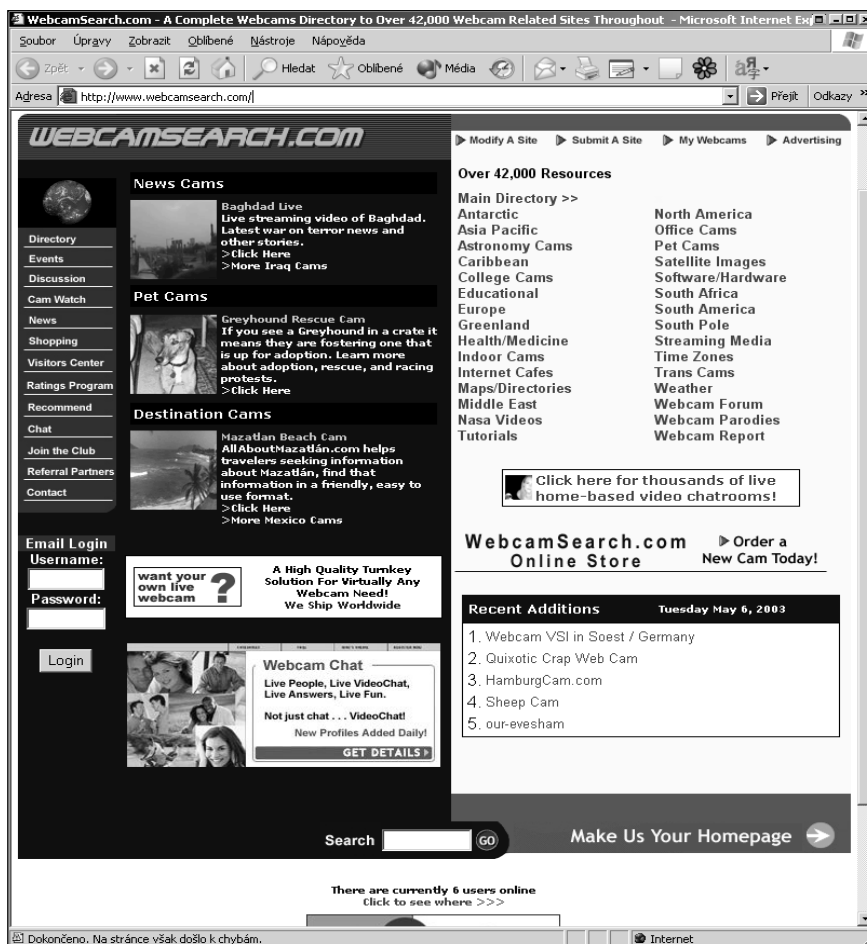 WebcamSearch.com - A Complete Webcams Directory to Over 42,000 Webcam Related Sites Throughout - Microsoft Internet Exp
Soubor Úpravy Zobrazit Oblíbené Nástroje Nápověda
Zpět Hledat Oblíbené Média
Adresa http://www.webcamsearch.com/ Přejít Odkazy »
WEBCAMSEARCH.COM
Modify A Site Submit A Site My Webcams Advertising
Directory
Events
Discussion
Cam Watch
News
Shopping
Visitors Center
Ratings Program
Recommend
Chat
Join the Club
Referral Partners
Contact
Email Login
Username:
Password:
Login
News Cams
Baghdad Live
Live streaming video of Baghdad.
Latest war on terror news and
other stories.
>Click Here
>More Iraq Cams
Pet Cams
Greyhound Rescue Cam
If you see a Greyhound in a crate it
means they are fostering one that
is up for adoption. Learn more
about adoption, rescue, and racing
protests.
>Click Here
Destination Cams
Mazatlan Beach Cam
AllAboutMazatlán.com helps
travelers seeking information
about Mazatlán, find that
information in a friendly, easy to
use format.
>Click Here
>More Mexico Cams
want your
own live
webcam ?
A High Quality Turnkey
Solution For Virtually Any
Webcam Need!
We Ship Worldwide
Webcam Chat
Live People, Live VideoChat,
Live Answers, Live Fun.
Not just chat . . . VideoChat!
New Profiles Added Daily!
GET DETAILS
Over 42,000 Resources
Main Directory >>
Antarctic
Asia Pacific
Astronomy Cams
Caribbean
College Cams
Educational
Europe
Greenland
Health/Medicine
Indoor Cams
Internet Cafes
Maps/Directories
Middle East
Nasa Videos
Tutorials
North America
Office Cams
Pet Cams
Satellite Images
Software/Hardware
South Africa
South America
South Pole
Streaming Media
Time Zones
Trans Cams
Weather
Webcam Forum
Webcam Parodies
Webcam Report
Click here for thousands of live
home-based video chatrooms!
WebcamSearch.com
Online Store
Order a
New Cam Today!
Recent Additions Tuesday May 6, 2003
1. Webcam VSI in Soest / Germany
2. Quixotic Crap Web Cam
3. HamburgCam.com
4. Sheep Cam
5. our-evesham
Search GO
Make Us Your Homepage
There are currently 6 users online
Click to see where >>>
Dokončeno. Na stránce však došlo k chybám. Internet